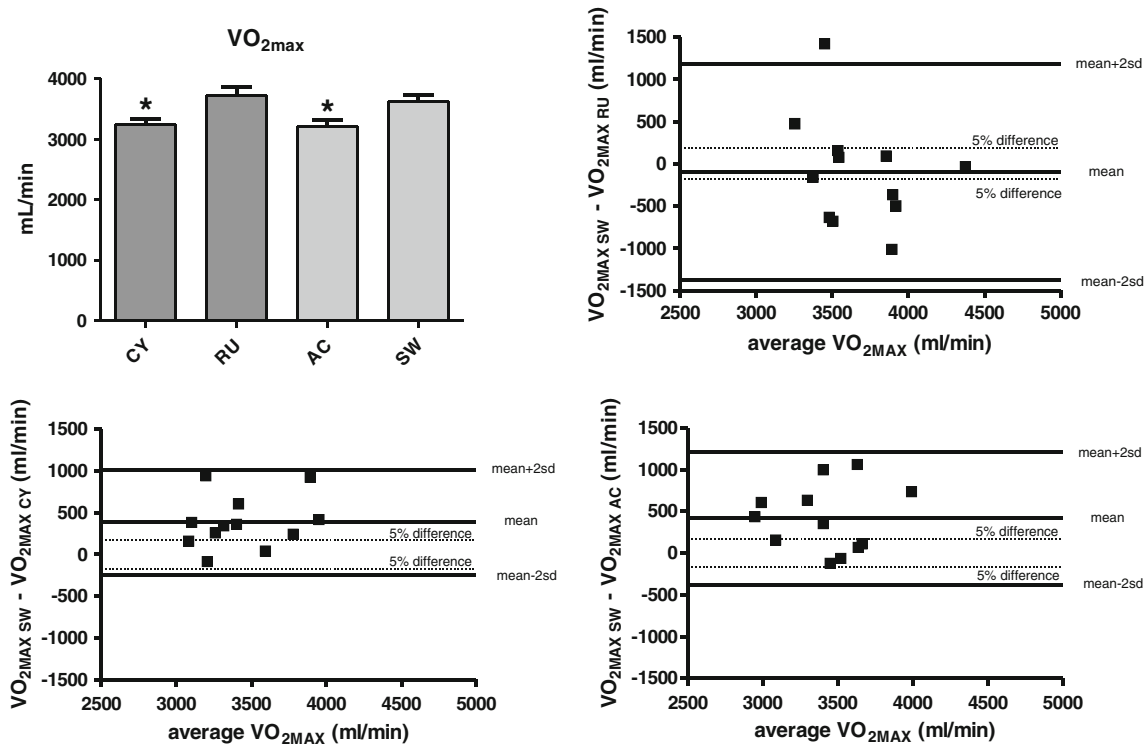 VO2max
mL/min
4000
3000
2000
1000
0
*
*
CY
RU
AC
SW
VO2MAX SW - VO2MAX RU (ml/min)
1500
1000
500
0
-500
-1000
-1500
mean+2sd
5% difference
mean
5% difference
mean-2sd
2500 3000 3500 4000 4500 5000
average VO2MAX (ml/min)
VO2MAX SW - VO2MAX CY (ml/min)
1500
1000
500
0
-500
-1000
-1500
mean+2sd
mean
5% difference
5% difference
mean-2sd
2500 3000 3500 4000 4500 5000
average VO2MAX (ml/min)
VO2MAX SW - VO2MAX AC (ml/min)
1500
1000
500
0
-500
-1000
-1500
mean+2sd
mean
5% difference
5% difference
mean-2sd
2500 3000 3500 4000 4500 5000
average VO2MAX (ml/min)